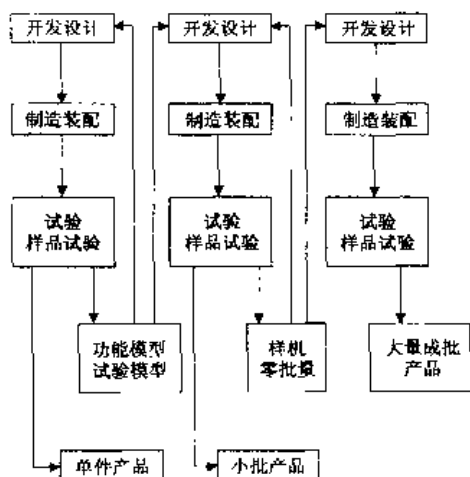 开发设计
开发设计
开发设计
制造装配
制造装配
制造装配
试验
样品试验
试验
样品试验
试验
样品试验
功能模型
试验模型
样机
零批量
大量成批
产品
单件产品
小批产品